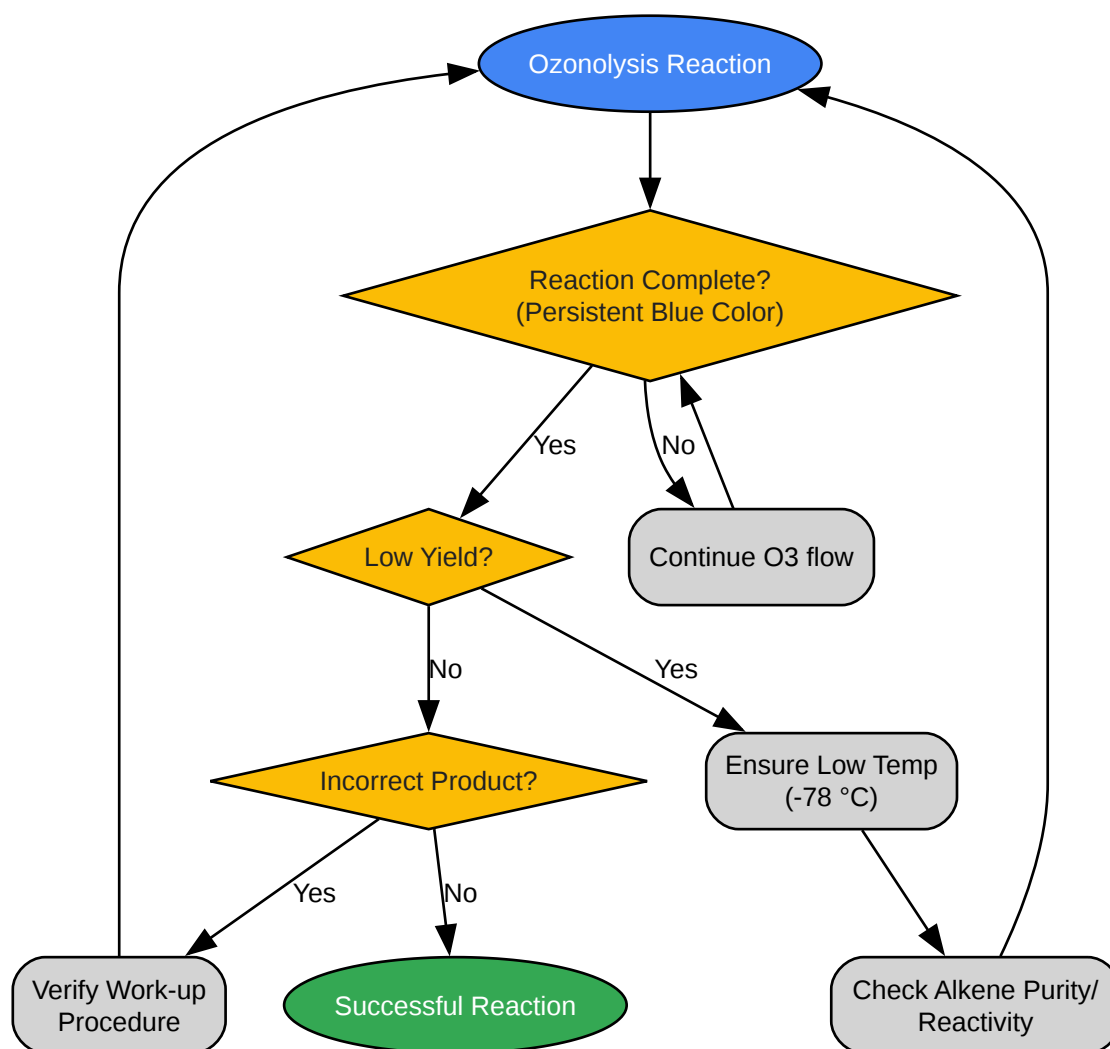 Ozonolysis Reaction
Reaction Complete?
(Persistent Blue Color)
Yes
No
Low Yield?
Continue O3 flow
No
Yes
Incorrect Product?
Ensure Low Temp
(-78 °C)
Yes
No
Verify Work-up
Procedure
Successful Reaction
Check Alkene Purity/
Reactivity